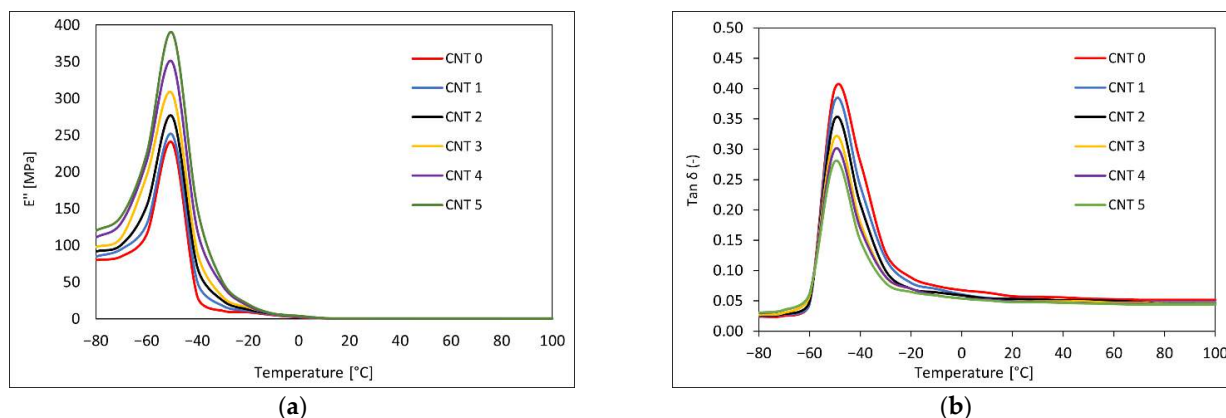 400
350
300
250
200
150
100
50
0
E'' [MPa]
−80 −60 −40 −20 0 20 40 60 80 100
Temperature [°C]
CNT 0
CNT 1
CNT 2
CNT 3
CNT 4
CNT 5
(a)
0.50
0.45
0.40
0.35
0.30
0.25
0.20
0.15
0.10
0.05
0.00
Tan δ (-)
−80 −60 −40 −20 0 20 40 60 80 100
Temperature [°C]
CNT 0
CNT 1
CNT 2
CNT 3
CNT 4
CNT 5
(b)